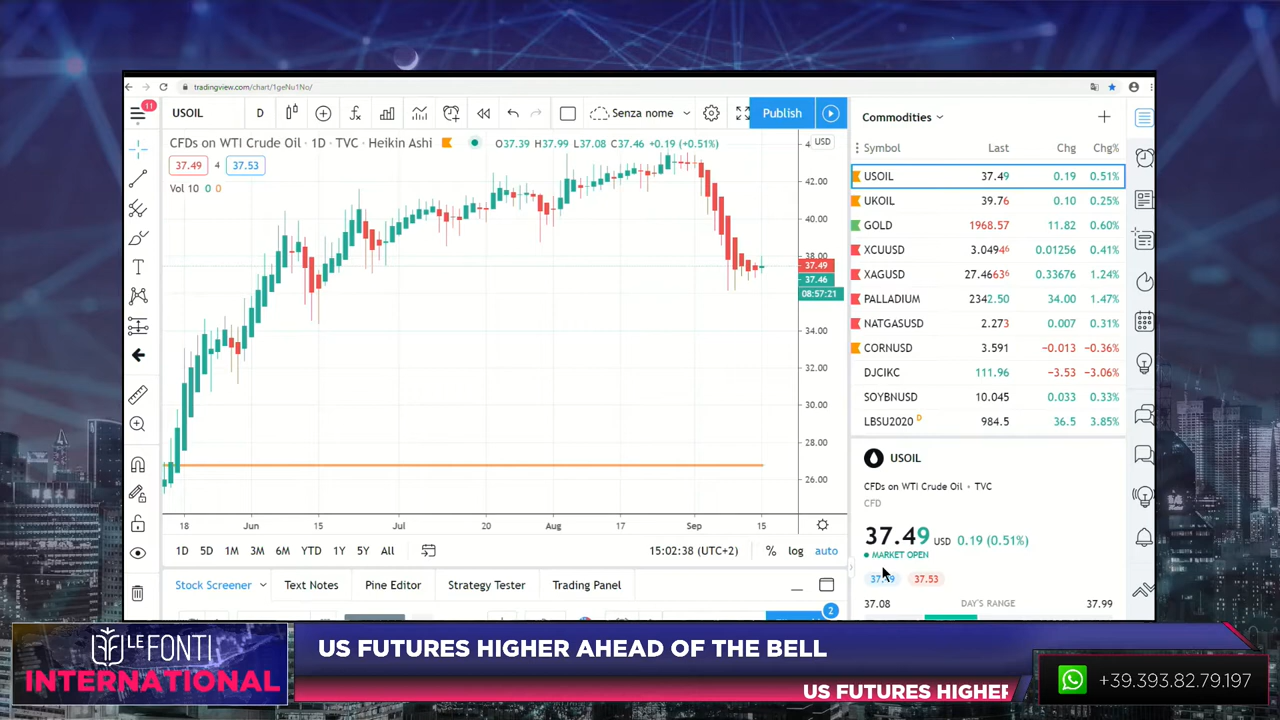 tradingview.com/chart/1geNu1No/
11
USOIL
D
Senza nome
Publish
CFDs on WTI Crude Oil · 1D · TVC · Heikin Ashi
O37.39 H37.99 L37.08 C37.46 +0.19 (+0.51%)
USD
37.49 4 37.53
Vol 10 0 0
42.00
40.00
38.00
37.49
37.46
08:57:21
34.00
32.00
30.00
28.00
26.00
18 Jun 15 Jul 20 Aug 17 Sep 15
1D 5D 1M 3M 6M YTD 1Y 5Y All
15:02:38 (UTC+2) % log auto
Stock Screener Text Notes Pine Editor Strategy Tester Trading Panel
2
Commodities
Symbol Last Chg Chg%
USOIL 37.49 0.19 0.51%
UKOIL 39.76 0.10 0.25%
GOLD 1968.57 11.82 0.60%
XCUUSD 3.04946 0.01256 0.41%
XAGUSD 27.46636 0.33676 1.24%
PALLADIUM 2342.50 34.00 1.47%
NATGASUSD 2.273 0.007 0.31%
CORNUSD 3.591 −0.013 −0.36%
DJCIKC 111.96 −3.53 −3.06%
SOYBNUSD 10.045 0.033 0.33%
LBSU2020 D 984.5 36.5 3.85%
USOIL
CFDs on WTI Crude Oil • TVC
CFD
37.49 USD 0.19 (0.51%)
MARKET OPEN
37.53
37.08 DAY'S RANGE 37.99
LE FONTI
INTERNATIONAL
US FUTURES HIGHER AHEAD OF THE BELL
US FUTURES HIGHER
+39.393.82.79.197